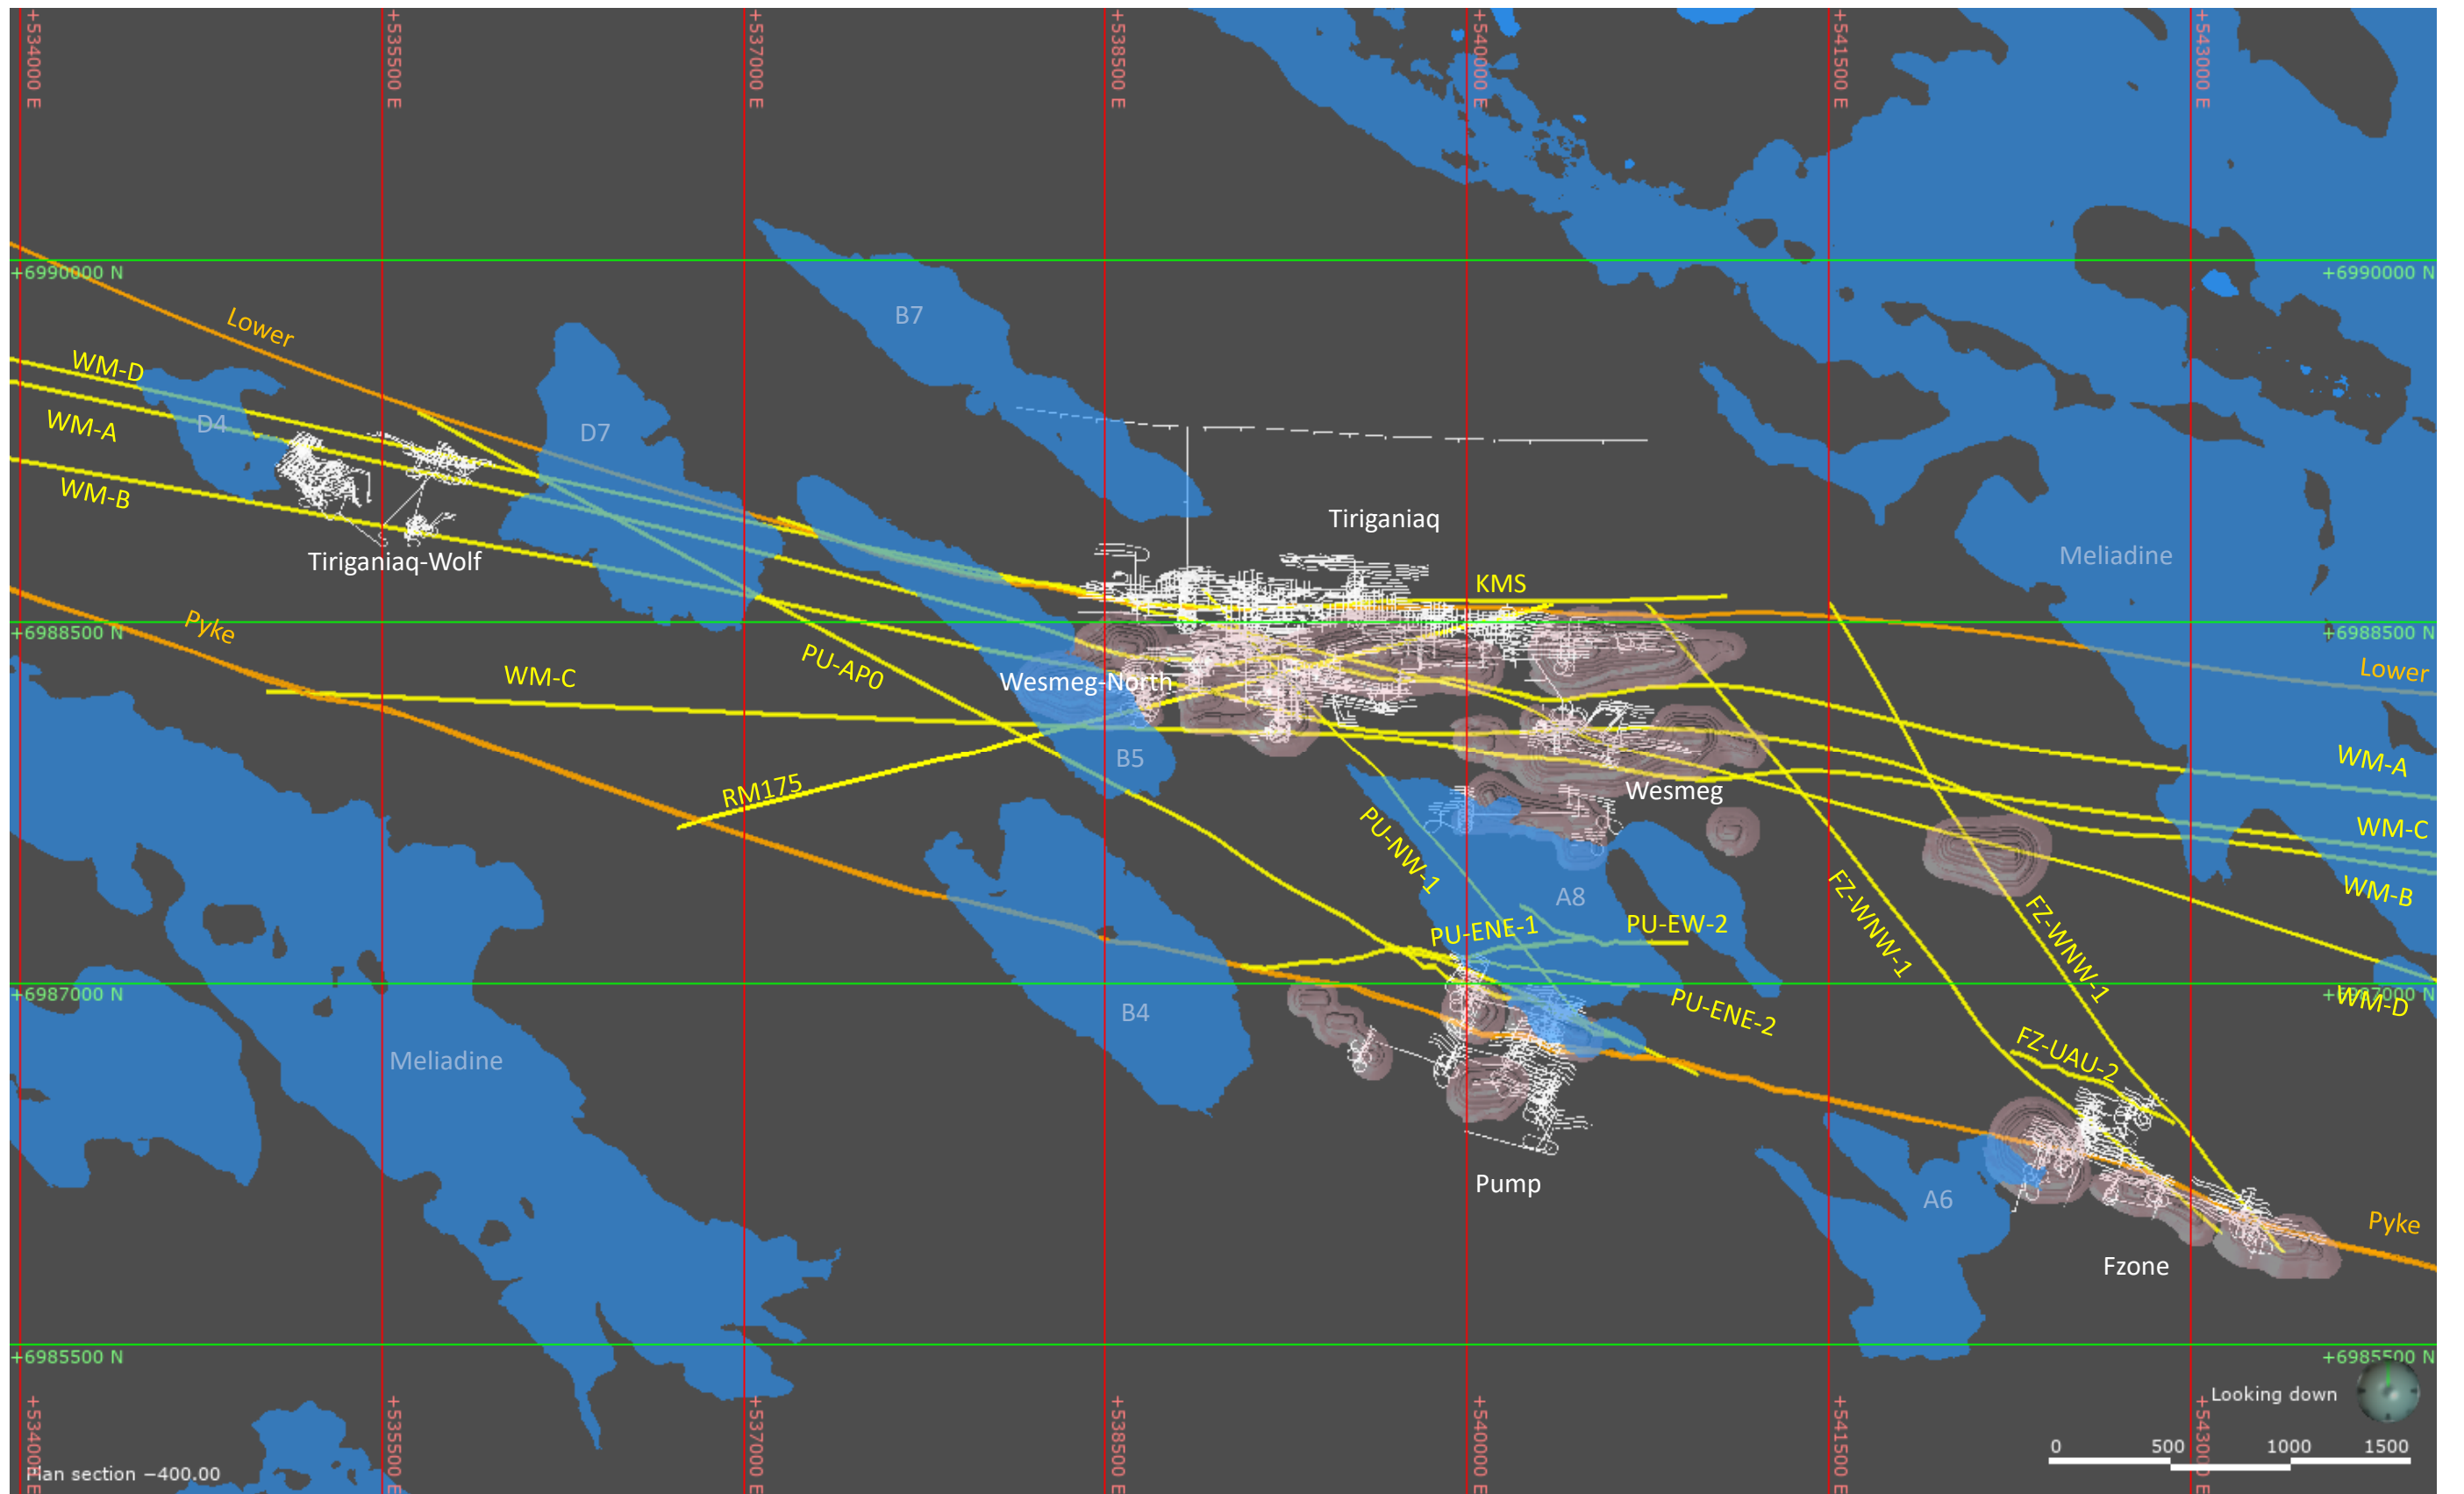 +534000 E
+535500 E
+537000 E
+538500 E
+540000 E
+541500 E
+543000 E
+6990000 N
+6990000 N
B7
Lower
WM-D
D4
WM-A
D7
WM-B
Tiriganiaq
Tiriganiaq-Wolf
Meliadine
KMS
Pyke
+6988500 N
+6988500 N
WM-C
PU-AP0
Wesmeg-North
Lower
B5
WM-A
RM175
Wesmeg
PU-NW-1
WM-C
A8
FZ-WNW-1
WM-B
PU-ENE-1
PU-EW-2
FZ-WNW-1
+6987000 N
+6987000 N
WM-D
B4
PU-ENE-2
Meliadine
FZ-UAU-2
Pump
A6
Pyke
Fzone
+6985500 N
+6985500 N
Looking down
+534000 E
+535500 E
+537000 E
+538500 E
+540000 E
+541500 E
+543000 E
0 500 1000 1500
Plan section −400.00